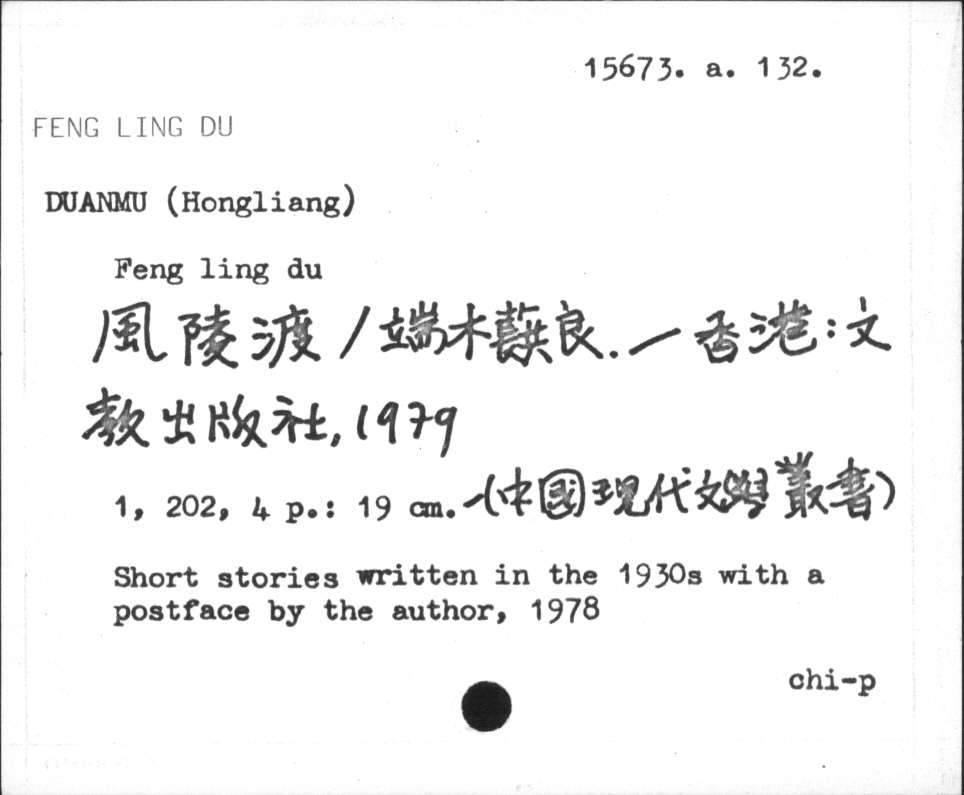 15673. a. 132.
FENG LING DU
DUANMU (Hongliang)
Feng ling du
風陵渡/端木蕻良.—香港:文
教出版社,1979
1, 202, 4 p.: 19 cm.—(中國現代文學叢書)
Short stories written in the 1930s with a
postface by the author, 1978
chi-p